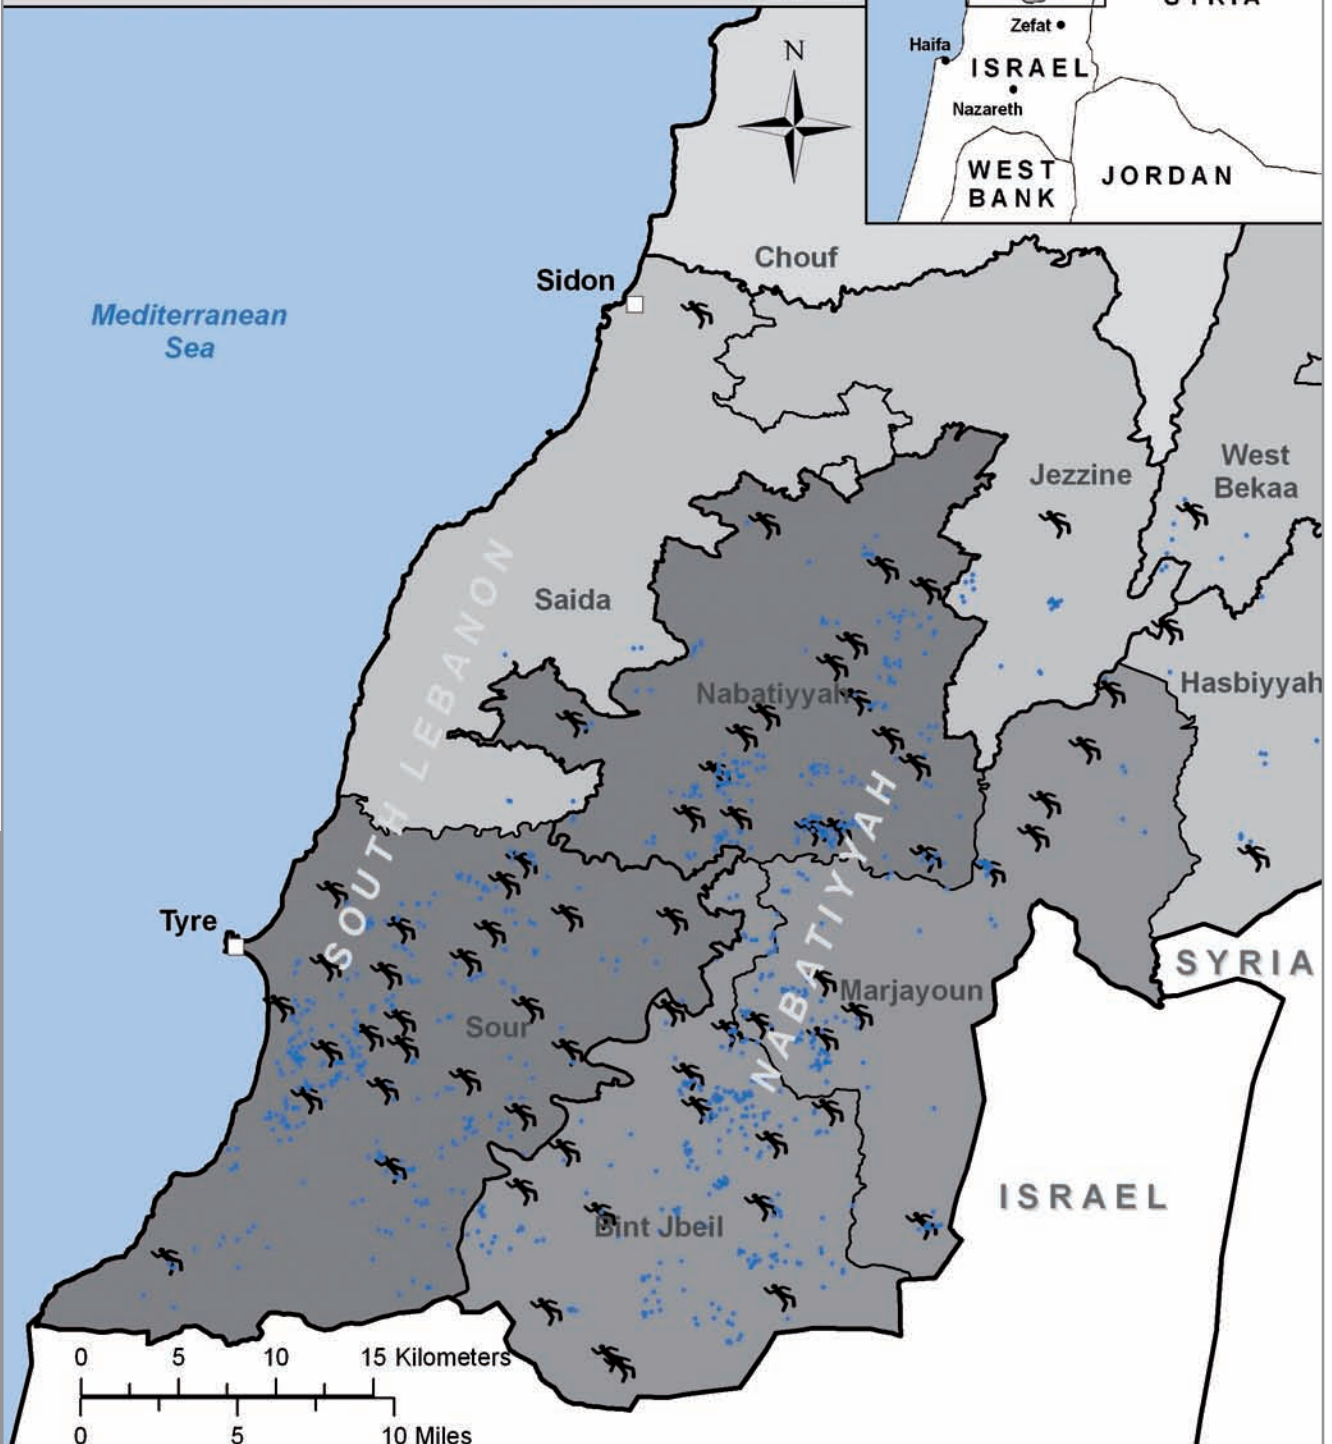 SYRIA
Zefat
Haifa
ISRAEL
Nazareth
WEST
BANK
JORDAN
N
Chouf
Sidon
Mediterranean
Sea
Jezzine
West
Bekaa
Saida
SOUTH LEBANON
Nabatiyyah
Hasbiyyah
NABATIYAH
Tyre
SYRIA
Marjayoun
Sour
ISRAEL
Bint Jbeil
0 5 10 15 Kilometers
0 5 10 Miles